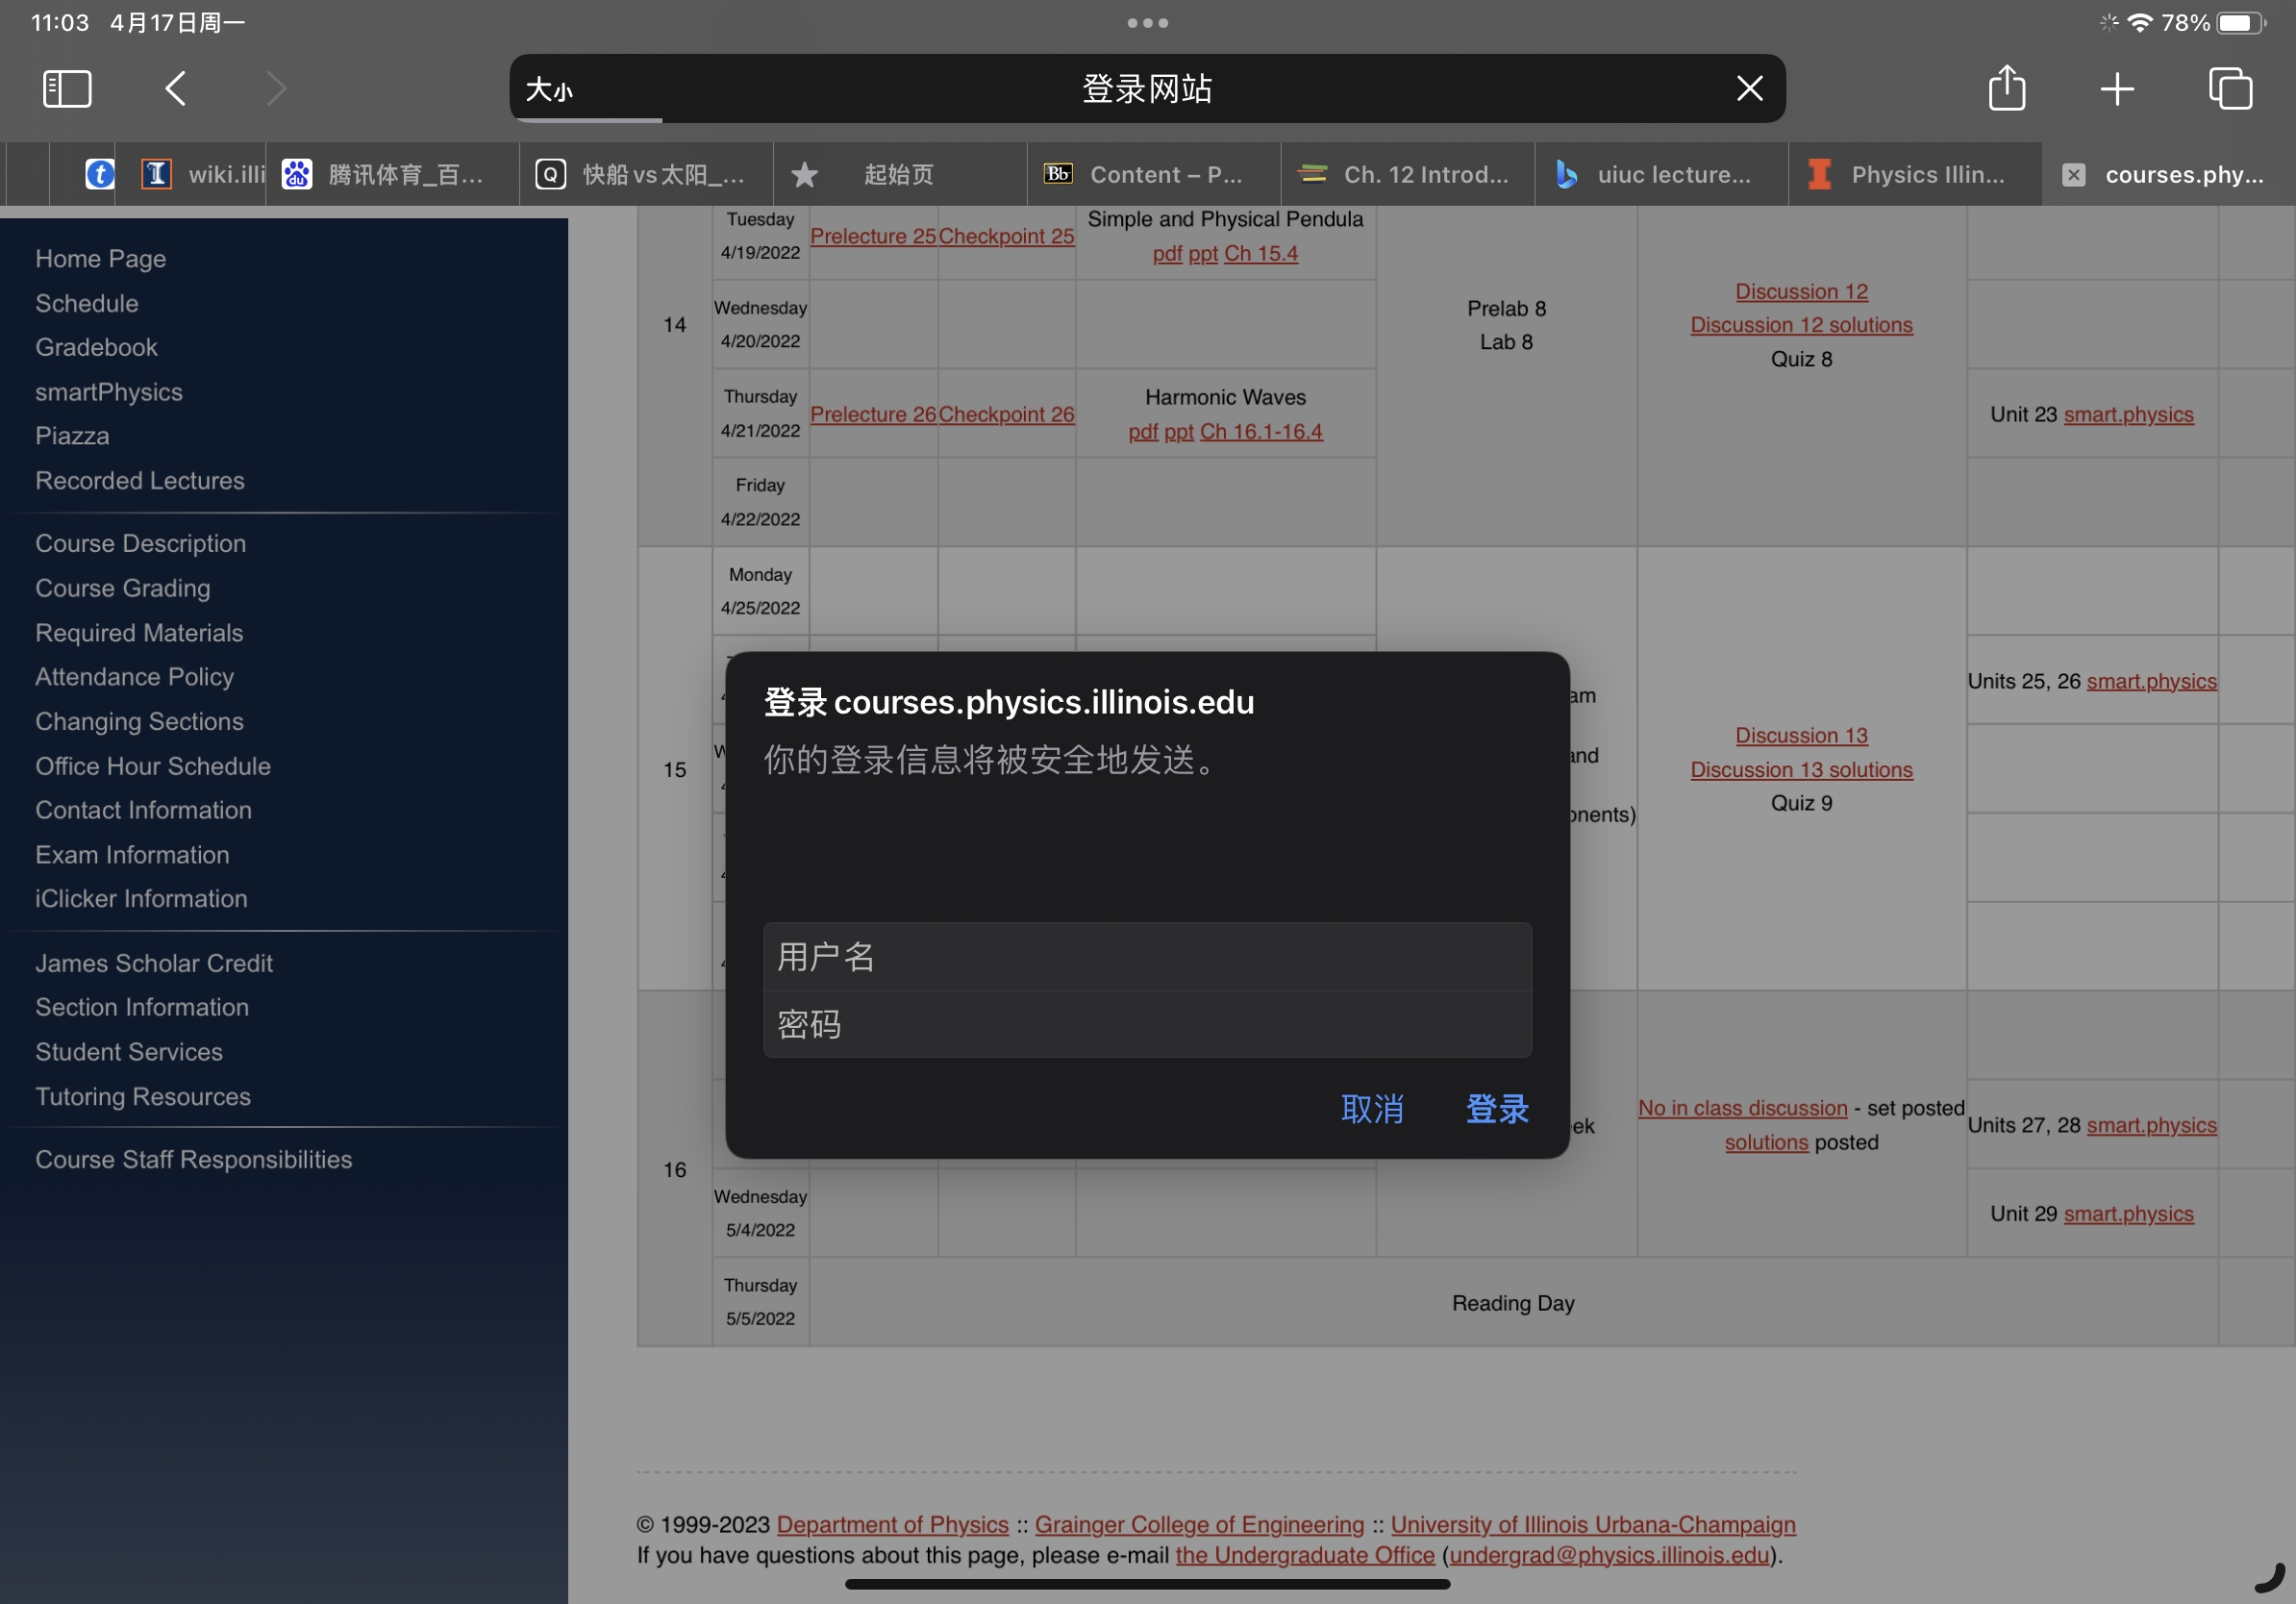 11:03 4月17日周一
78%
大小
登录网站
wiki.illi
腾讯体育_百...
快船vs太阳_...
起始页
Content – P...
Ch. 12 Introd...
uiuc lecture...
Physics Illin...
courses.phy...
Home Page
Schedule
Gradebook
smartPhysics
Piazza
Recorded Lectures
Course Description
Course Grading
Required Materials
Attendance Policy
Changing Sections
Office Hour Schedule
Contact Information
Exam Information
iClicker Information
James Scholar Credit
Section Information
Student Services
Tutoring Resources
Course Staff Responsibilities
14
Tuesday
4/19/2022
Prelecture 25
Checkpoint 25
Simple and Physical Pendula
pdf ppt Ch 15.4
Wednesday
4/20/2022
Thursday
4/21/2022
Prelecture 26
Checkpoint 26
Harmonic Waves
pdf ppt Ch 16.1-16.4
Friday
4/22/2022
Prelab 8
Lab 8
Discussion 12
Discussion 12 solutions
Quiz 8
Unit 23 smart.physics
15
Monday
4/25/2022
Discussion 13
Discussion 13 solutions
Quiz 9
Units 25, 26 smart.physics
登录 courses.physics.illinois.edu
你的登录信息将被安全地发送。
用户名
密码
取消
登录
16
No in class discussion - set posted
solutions posted
Units 27, 28 smart.physics
Wednesday
5/4/2022
Unit 29 smart.physics
Thursday
5/5/2022
Reading Day
© 1999-2023 Department of Physics :: Grainger College of Engineering :: University of Illinois Urbana-Champaign
If you have questions about this page, please e-mail the Undergraduate Office (undergrad@physics.illinois.edu).